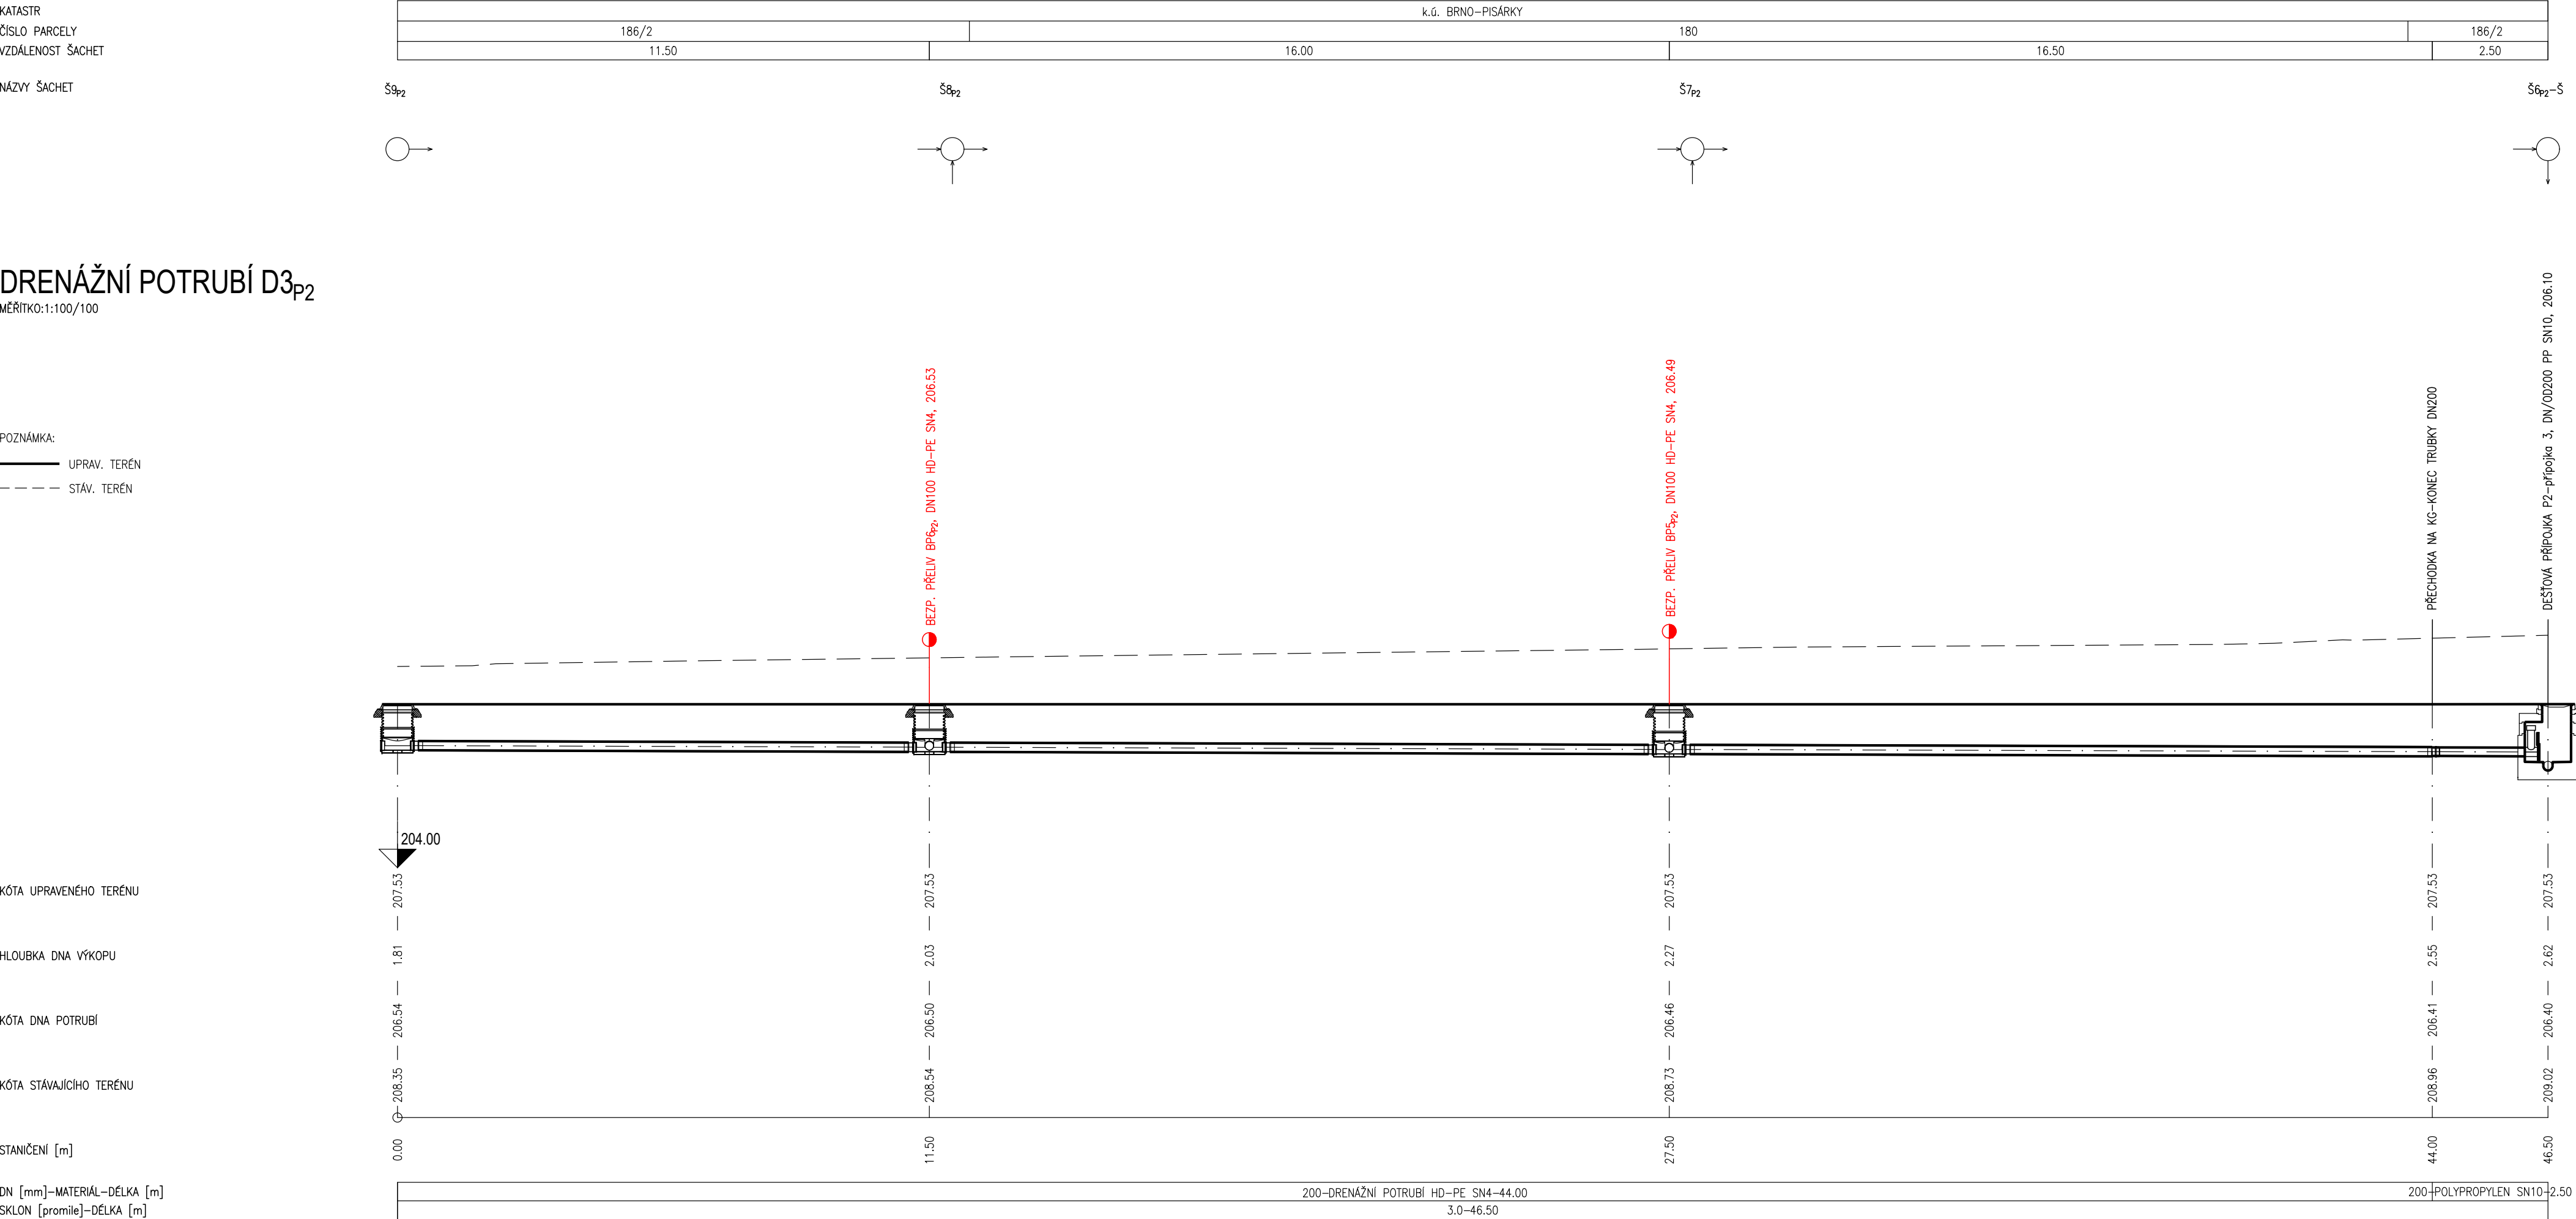 KATASTR
k.ú. BRNO-PISÁRKY
ČÍSLO PARCELY
186/2
180
186/2
VZDÁLENOST ŠACHET
11.50
16.00
16.50
2.50
NÁZVY ŠACHET
Š9P2
Š8P2
Š7P2
Š6P2-Š
DRENÁŽNÍ POTRUBÍ D3P2
MĚŘÍTKO:1:100/100
POZNÁMKA:
UPRAV. TERÉN
STÁV. TERÉN
BEZP. PŘELIV BP6P2, DN100 HD-PE SN4, 206.53
BEZP. PŘELIV BP5P2, DN100 HD-PE SN4, 206.49
PŘECHODKA NA KG-KONEC TRUBKY DN200
DEŠŤOVÁ PŘÍPOJKA P2-přípojka 3, DN/OD200 PP SN10, 206.10
204.00
KÓTA UPRAVENÉHO TERÉNU
207.53
207.53
207.53
207.53
207.53
HLOUBKA DNA VÝKOPU
1.81
2.03
2.27
2.55
2.62
KÓTA DNA POTRUBÍ
206.54
206.50
206.46
206.41
206.40
KÓTA STÁVAJÍCÍHO TERÉNU
208.35
208.54
208.73
208.96
209.02
STANIČENÍ [m]
0.00
11.50
27.50
44.00
46.50
DN [mm]-MATERIÁL-DÉLKA [m]
200-DRENÁŽNÍ POTRUBÍ HD-PE SN4-44.00
200-POLYPROPYLEN SN10-2.50
SKLON [promile]-DÉLKA [m]
3.0-46.50